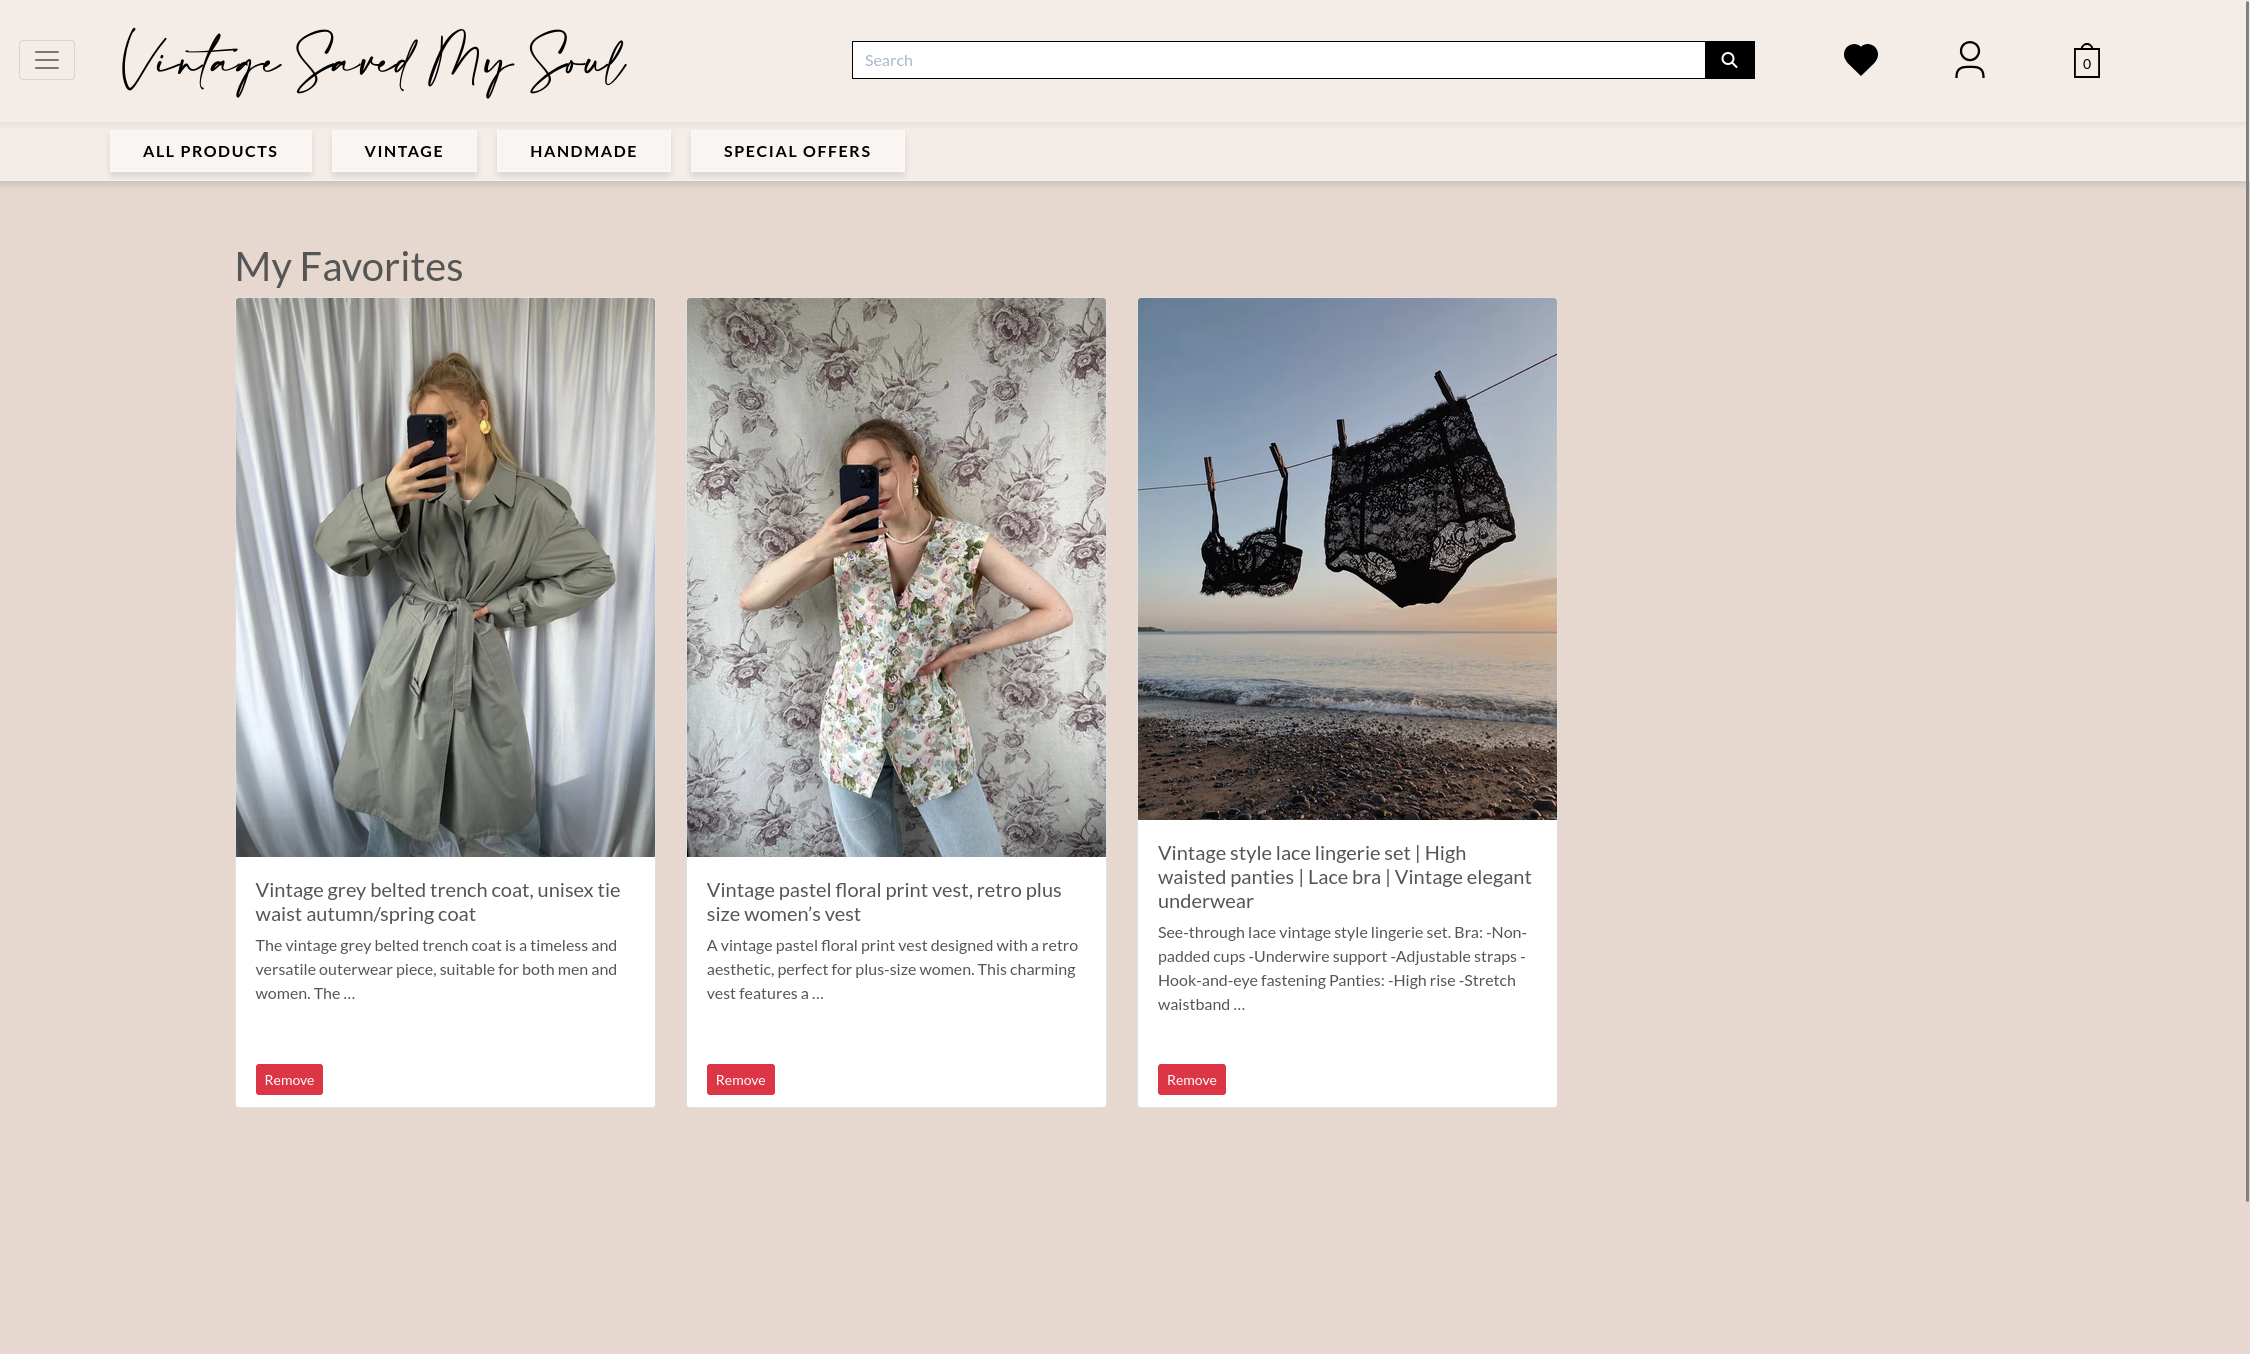 Vintage Saved My Soul
Search
0
ALL PRODUCTS
VINTAGE
HANDMADE
SPECIAL OFFERS
My Favorites
Vintage grey belted trench coat, unisex tie
waist autumn/spring coat
The vintage grey belted trench coat is a timeless and
versatile outerwear piece, suitable for both men and
women. The ...
Remove
Vintage pastel floral print vest, retro plus
size women’s vest
A vintage pastel floral print vest designed with a retro
aesthetic, perfect for plus-size women. This charming
vest features a ...
Remove
Vintage style lace lingerie set | High
waisted panties | Lace bra | Vintage elegant
underwear
See-through lace vintage style lingerie set. Bra: -Non-
padded cups -Underwire support -Adjustable straps -
Hook-and-eye fastening Panties: -High rise -Stretch
waistband ...
Remove